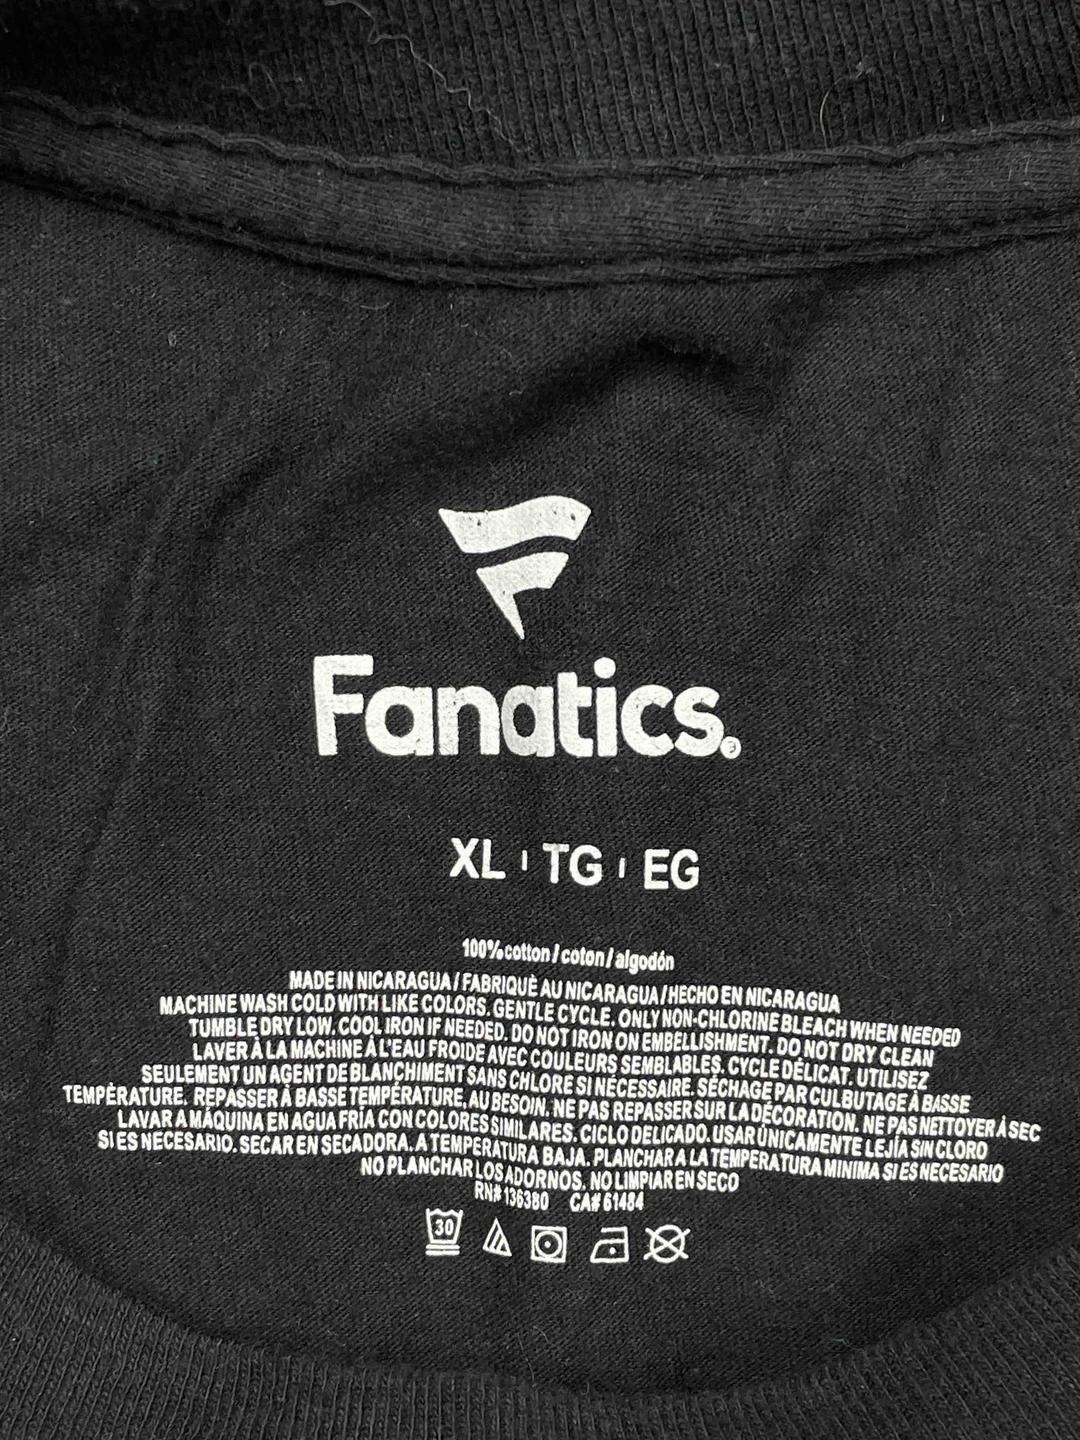 Fanatics®
XL | TG | EG
100% cotton / coton / algodón
MADE IN NICARAGUA / FABRIQUÈ AU NICARAGUA / HECHO EN NICARAGUA
MACHINE WASH COLD WITH LIKE COLORS. GENTLE CYCLE. ONLY NON-CHLORINE BLEACH WHEN NEEDED
TUMBLE DRY LOW. COOL IRON IF NEEDED. DO NOT IRON ON EMBELLISHMENT. DO NOT DRY CLEAN
LAVER À LA MACHINE À L'EAU FROIDE AVEC COULEURS SEMBLABLES. CYCLE DÉLICAT. UTILISEZ
SEULEMENT UN AGENT DE BLANCHIMENT SANS CHLORE SI NÉCESSAIRE. SÉCHAGE PAR CULBUTAGE À BASSE
TEMPÉRATURE. REPASSER À BASSE TEMPÉRATURE, AU BESOIN. NE PAS REPASSER SUR LA DÉCORATION. NE PAS NETTOYER À SEC
LAVAR A MÁQUINA EN AGUA FRÍA CON COLORES SIMILARES. CICLO DELICADO. USAR ÚNICAMENTE LEJÍA SIN CLORO
SI ES NECESARIO. SECAR EN SECADORA. A TEMPERATURA BAJA. PLANCHAR A LA TEMPERATURA MINIMA SI ES NECESARIO
NO PLANCHAR LOS ADORNOS. NO LIMPIAR EN SECO
RN# 136380 CA# 61484
30